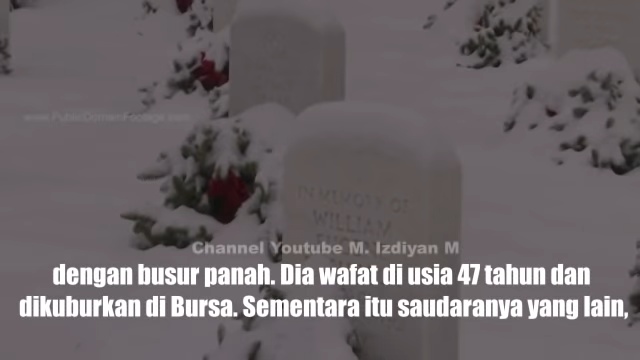 www.PublicDomainFootage.com
IN MEMORY OF
WILLIAM
Channel Youtube M. Izdiyan M
dengan busur panah. Dia wafat di usia 47 tahun dan
dikuburkan di Bursa. Sementara itu saudaranya yang lain,